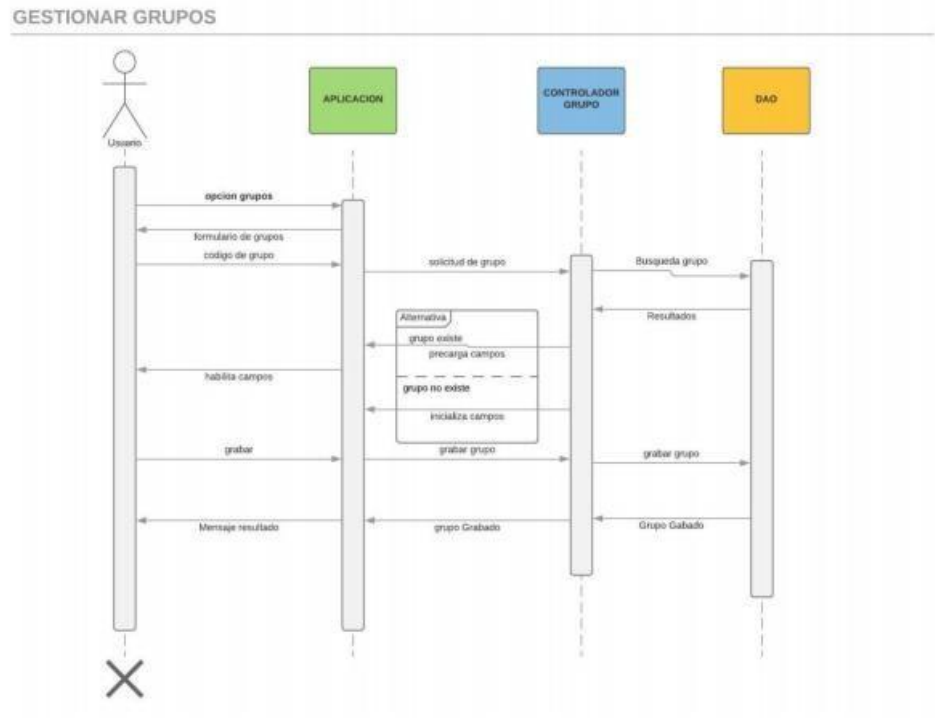 GESTIONAR GRUPOS
APLICACION
CONTROLADOR
GRUPO
DAO
Usuario
opcion grupos
formulario de grupos
codigo de grupo
solicitud de grupo
Busqueda grupo
Resultados
Alternativa
grupo existe
precarga campos
habilita campos
grupo no existe
inicializa campos
grabar
grabar grupo
grabar grupo
Mensaje resultado
grupo Grabado
Grupo Gabado